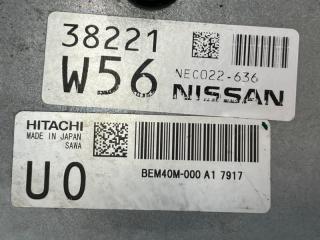 38221
W56
NEC022-636
NISSAN
HITACHI
MADE IN JAPAN
SAWA
U0
BEM40M-000 A1 7917